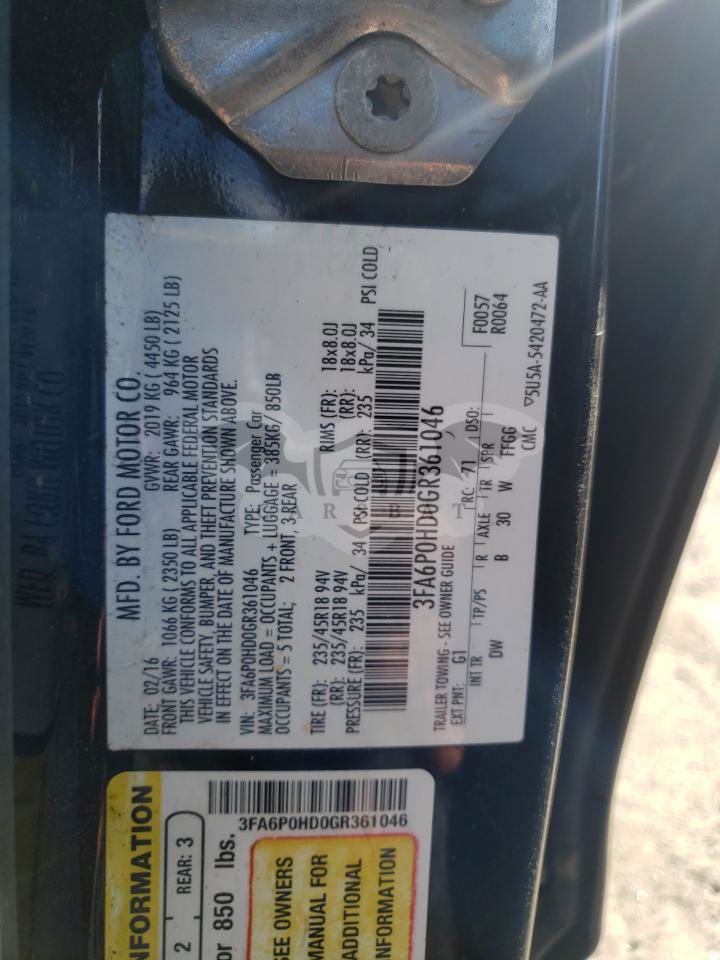 MFD. BY FORD MOTOR CO.
DATE: 02/16 GVWR: 2019 KG ( 4450 LB)
FRONT GAWR: 1066 KG ( 2350 LB) REAR GAWR: 964 KG ( 2125 LB)
THIS VEHICLE CONFORMS TO ALL APPLICABLE FEDERAL MOTOR
VEHICLE SAFETY, BUMPER, AND THEFT PREVENTION STANDARDS
IN EFFECT ON THE DATE OF MANUFACTURE SHOWN ABOVE.
VIN: 3FA6P0HD0GR361046 TYPE: Passenger Car
MAXIMUM LOAD = OCCUPANTS + LUGGAGE = 385KG / 850LB
OCCUPANTS = 5 TOTAL; 2 FRONT, 3-REAR
TIRE (FR): 235/45R18 94V RIMS (FR): 18x8.0J
(RR): 235/45R18 94V (RR): 18x8.0J
PRESSURE (FR): 235 kPa/ 34 PSI COLD (RR): 235 kPa/ 34 PSI COLD
3FA6P0HD0GR361046
TRAILER TOWING - SEE OWNER GUIDE
EXT PNT: G1 RC: 71 DSO: F0057
R0064
INT TR TP/PS R AXLE TR SPR
DW B 30 W FFGG
CMC 5U5A-5420472-AA
NFORMATION
2 REAR: 3
or 850 lbs.
3FA6P0HD0GR361046
SEE OWNERS
MANUAL FOR
ADDITIONAL
NFORMATION